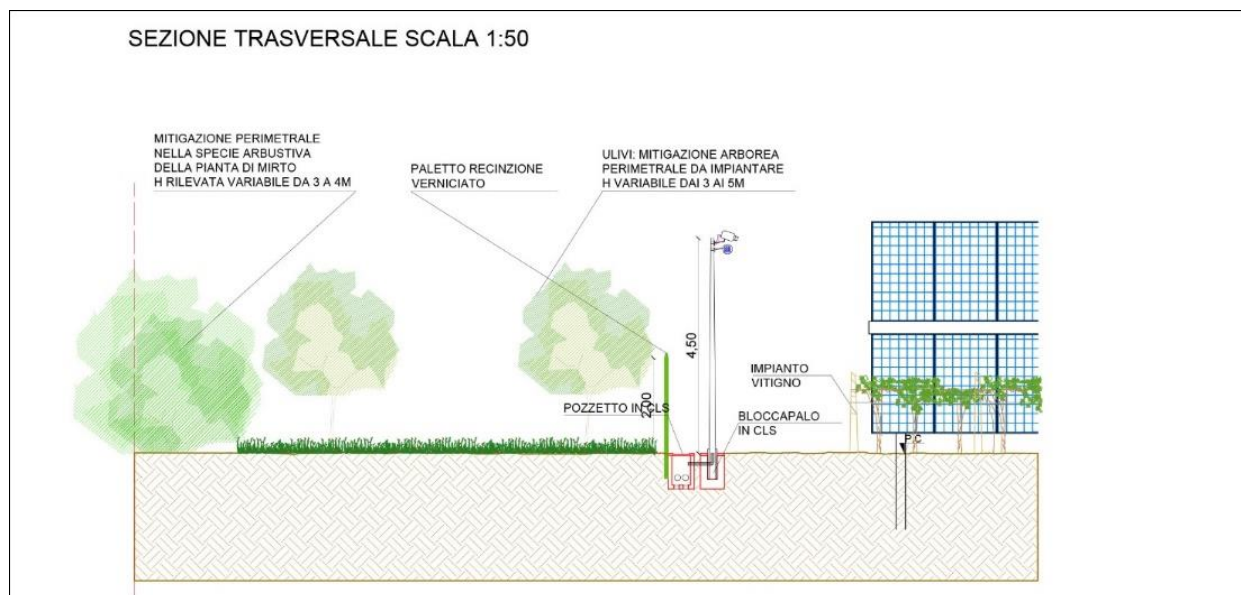 SEZIONE TRASVERSALE SCALA 1:50
MITIGAZIONE PERIMETRALE
NELLA SPECIE ARBUSTIVA
DELLA PIANTA DI MIRTO
H RILEVATA VARIABILE DA 3 A 4M
PALETTO RECINZIONE
VERNICIATO
ULIVI: MITIGAZIONE ARBOREA
PERIMETRALE DA IMPIANTARE
H VARIABILE DAI 3 AI 5M
4,50
2,00
IMPIANTO
VITIGNO
POZZETTO IN CLS
BLOCCAPALO
IN CLS
P.C.